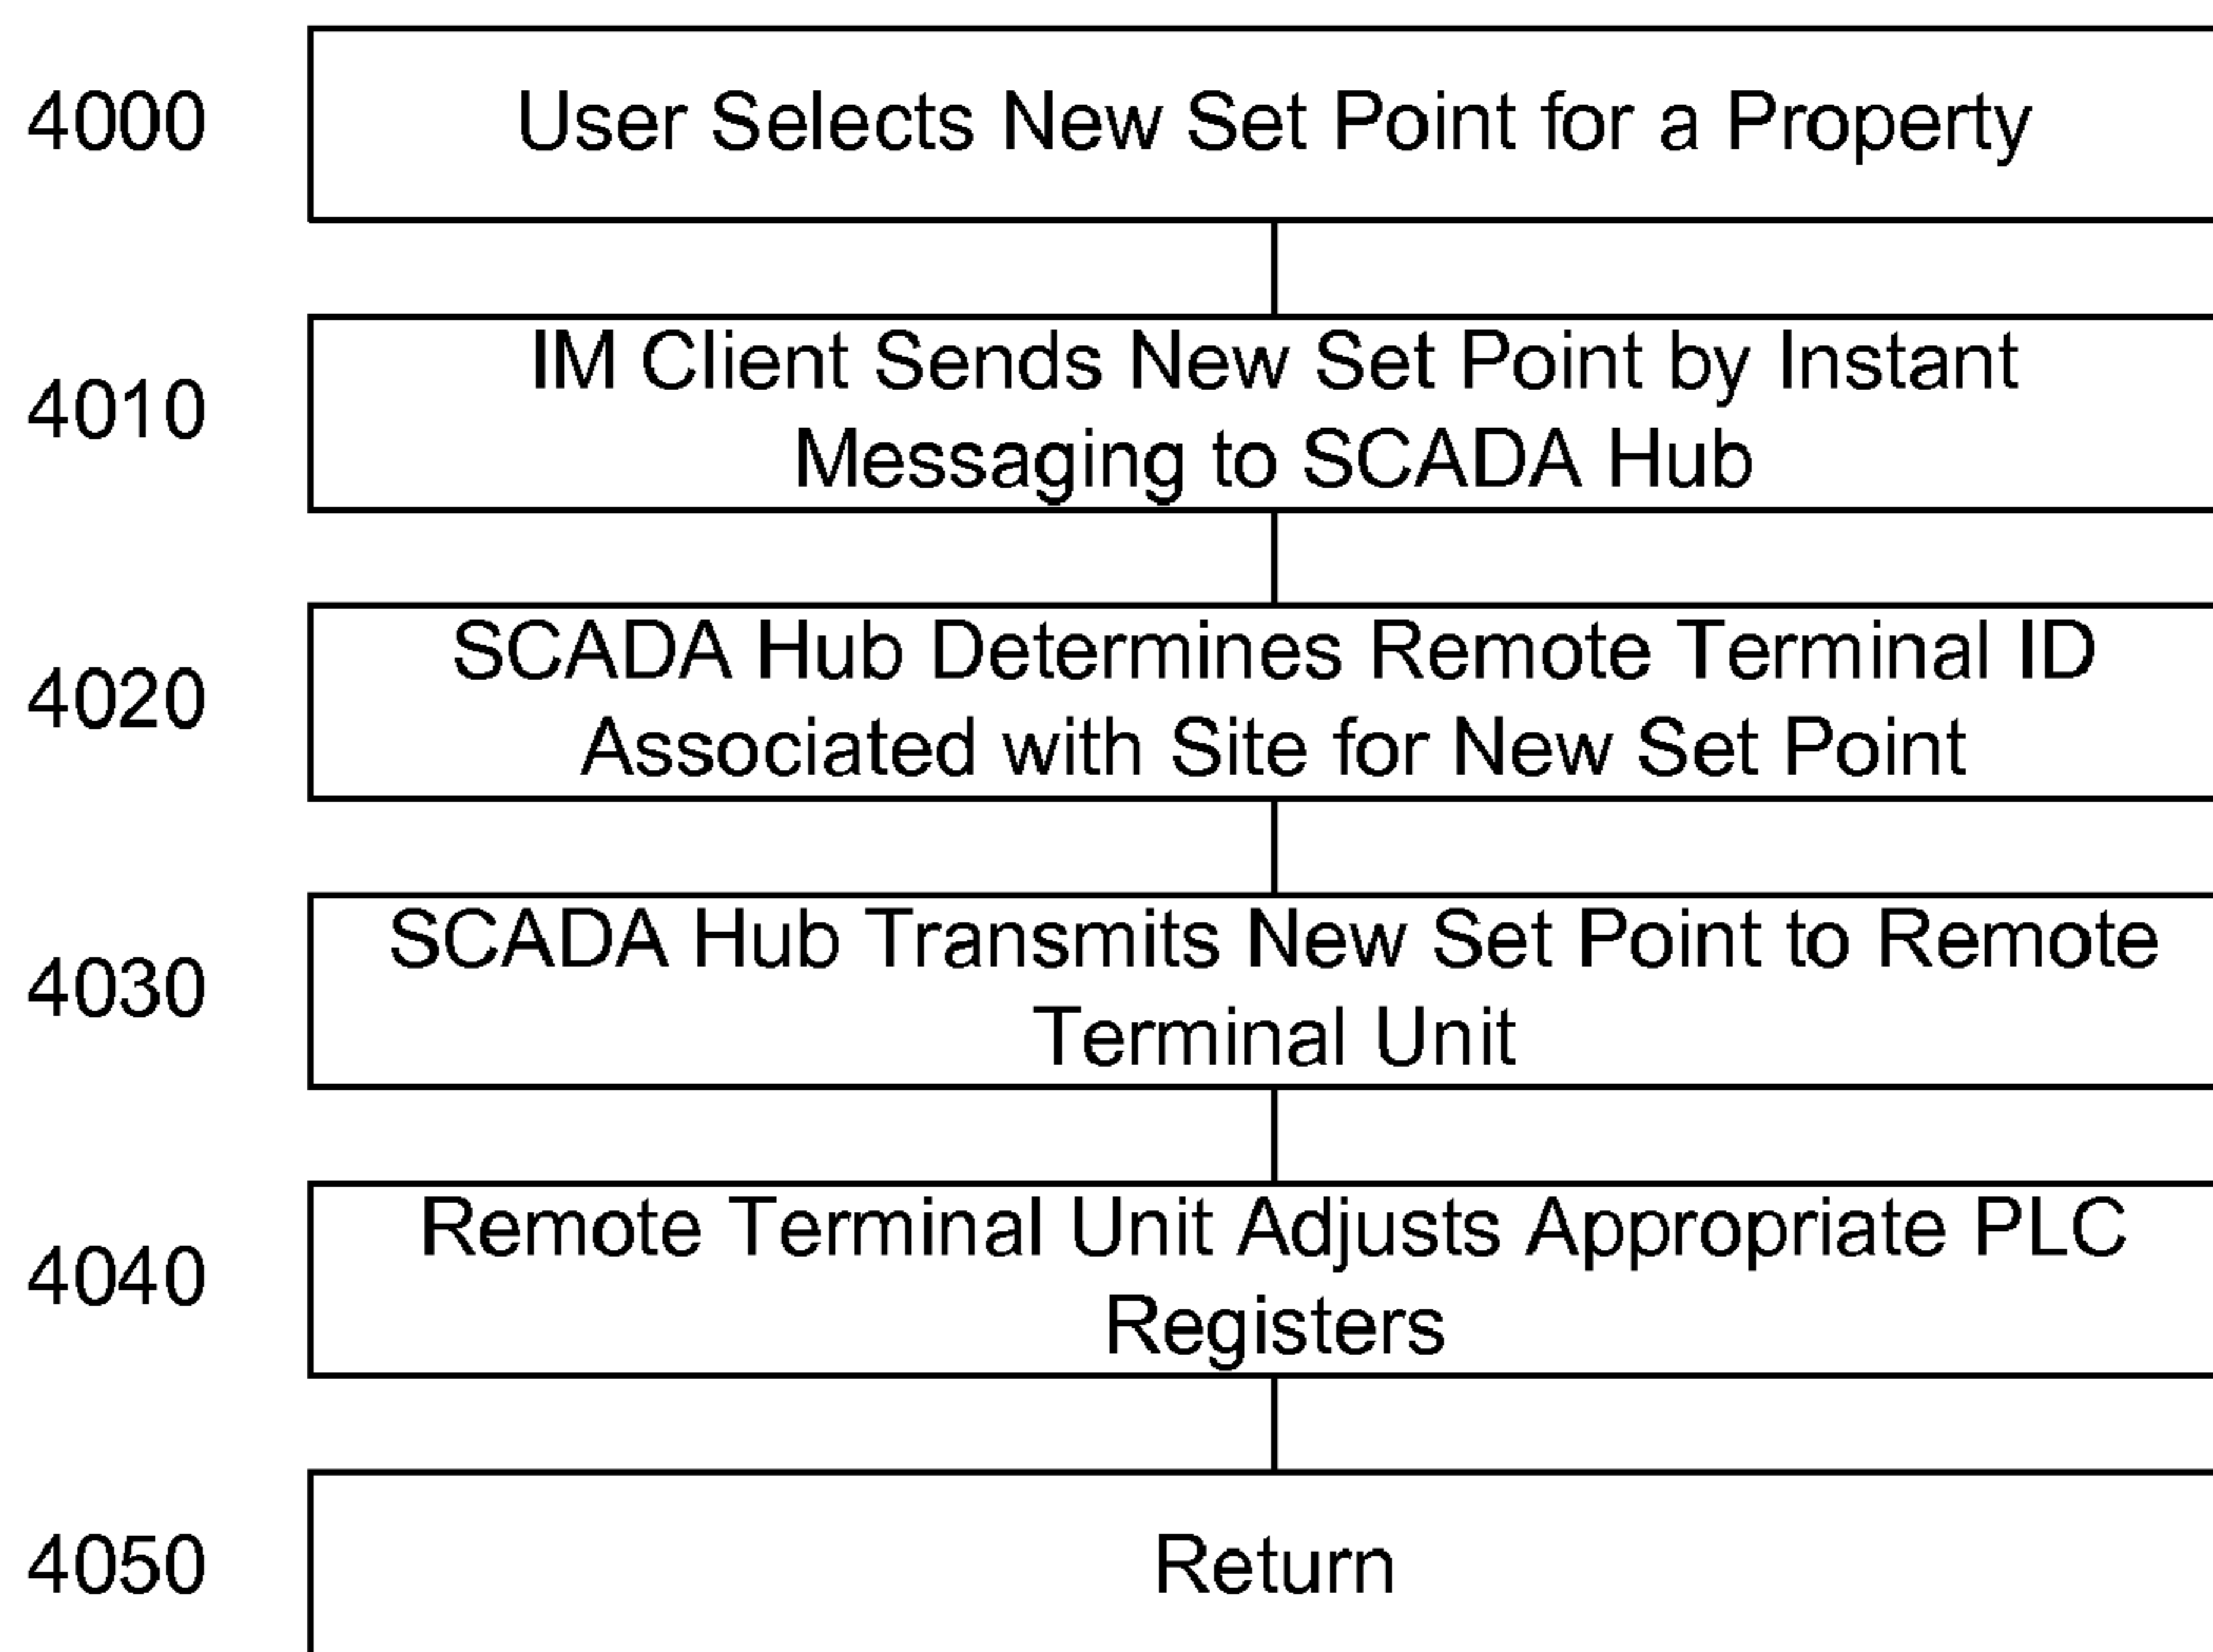 4000
User Selects New Set Point for a Property
4010
IM Client Sends New Set Point by Instant
Messaging to SCADA Hub
4020
SCADA Hub Determines Remote Terminal ID
Associated with Site for New Set Point
4030
SCADA Hub Transmits New Set Point to Remote
Terminal Unit
4040
Remote Terminal Unit Adjusts Appropriate PLC
Registers
4050
Return